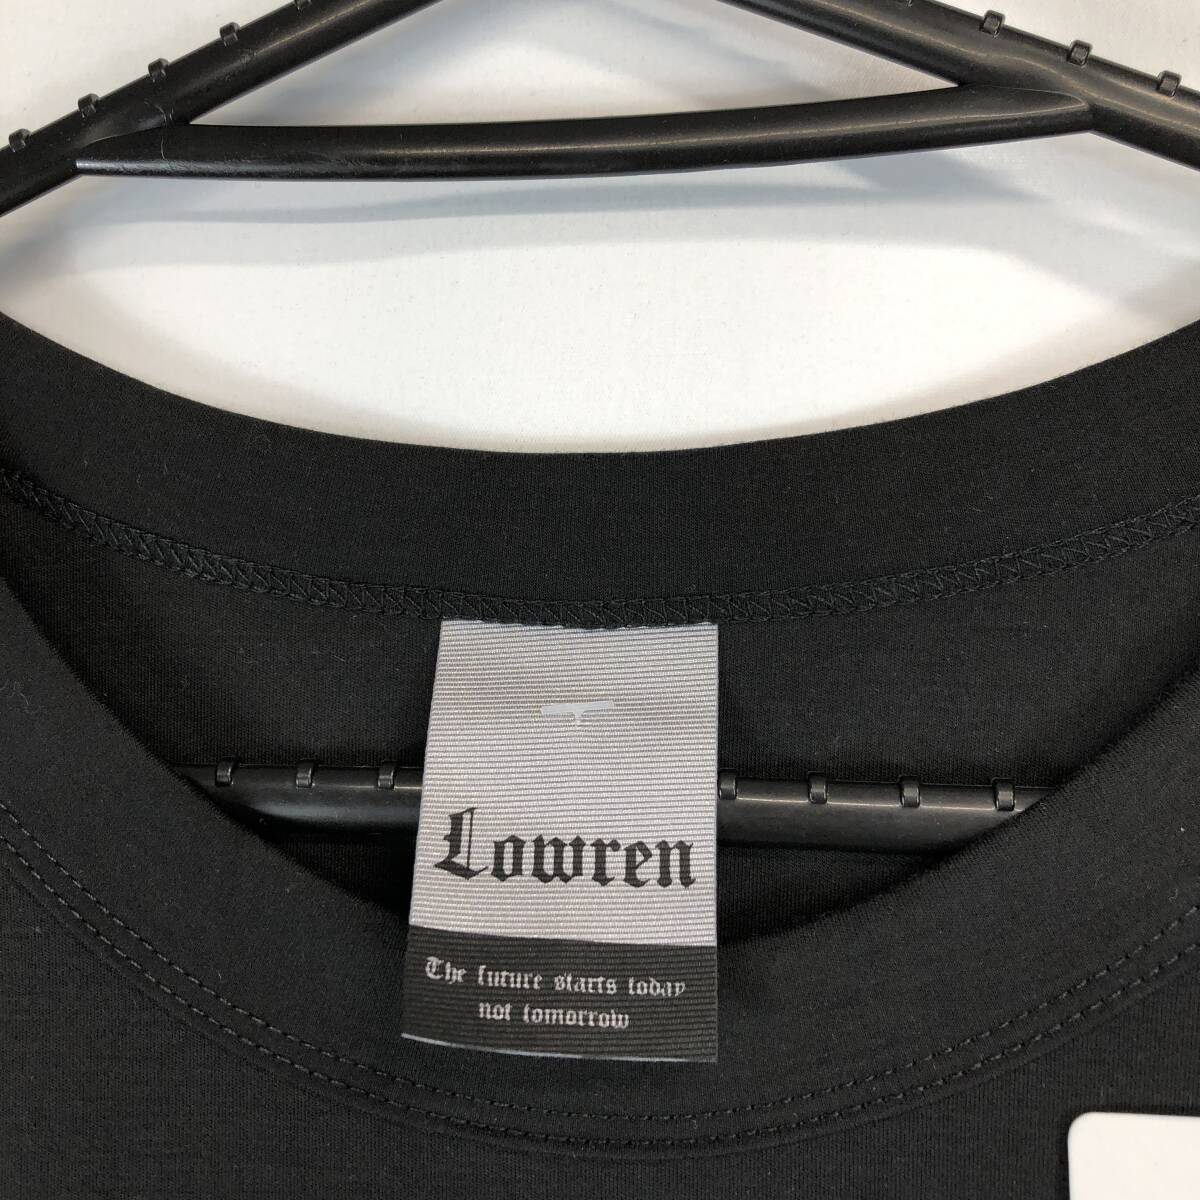 Lowren
The future starts today
not tomorrow